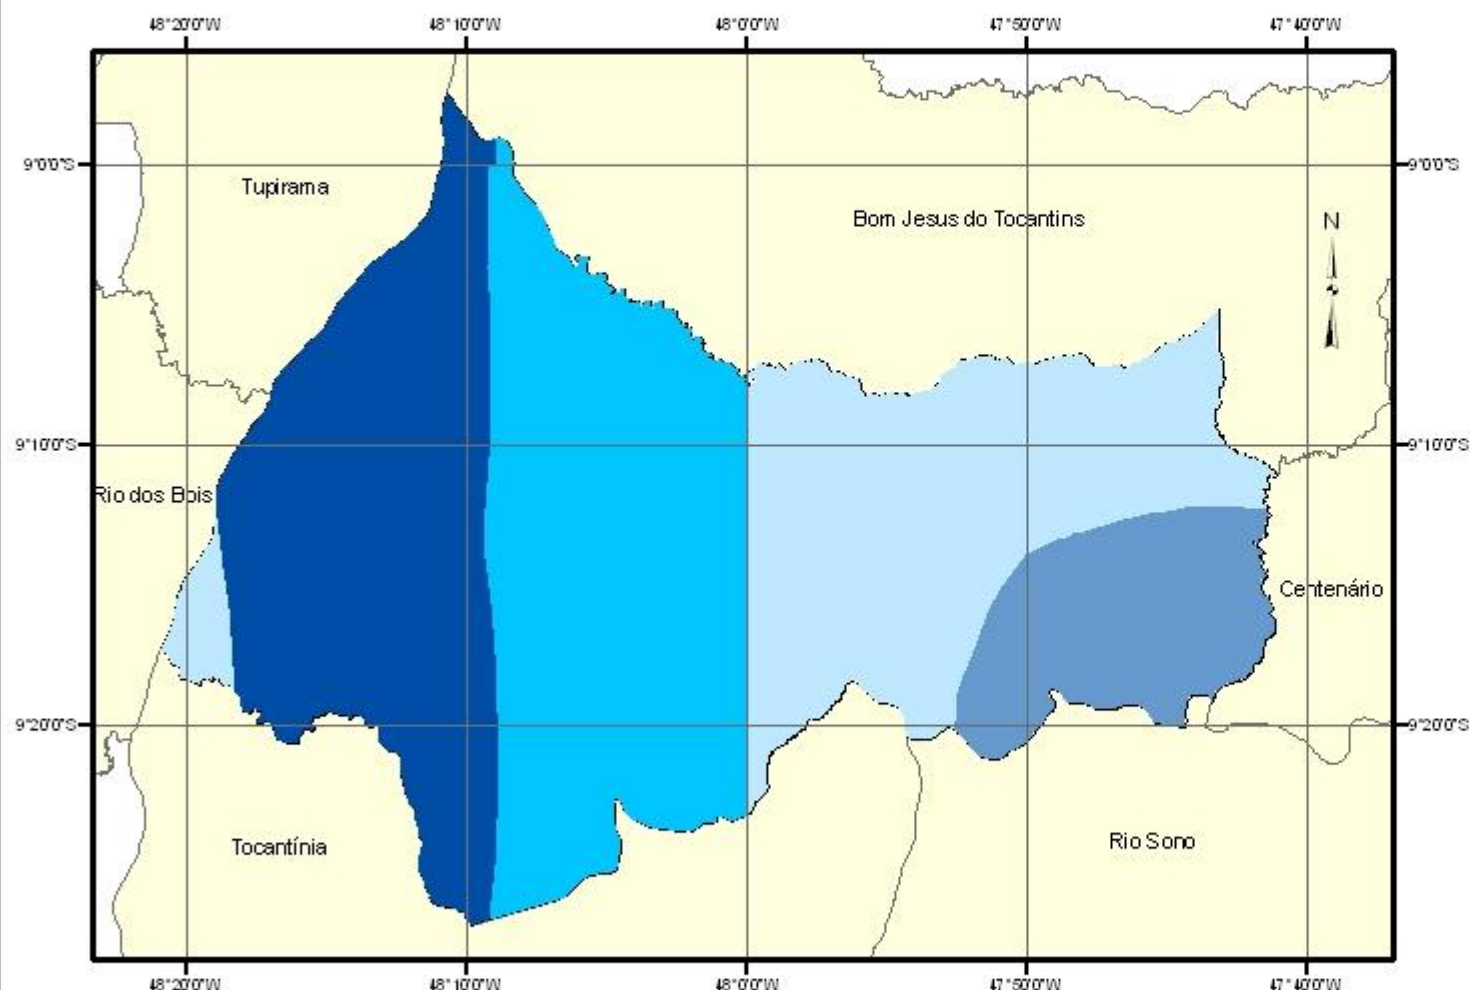 48°20'0"W 48°10'0"W 48°0'0"W 47°50'0"W 47°40'0"W
9°0'0"S 9°0'0"S
Tupirama
Bom Jesus do Tocantins
N
9°10'0"S 9°10'0"S
Rio dos Bois
Centenário
9°20'0"S 9°20'0"S
Tocantínia
Rio Sono
48°20'0"W 48°10'0"W 48°0'0"W 47°50'0"W 47°40'0"W